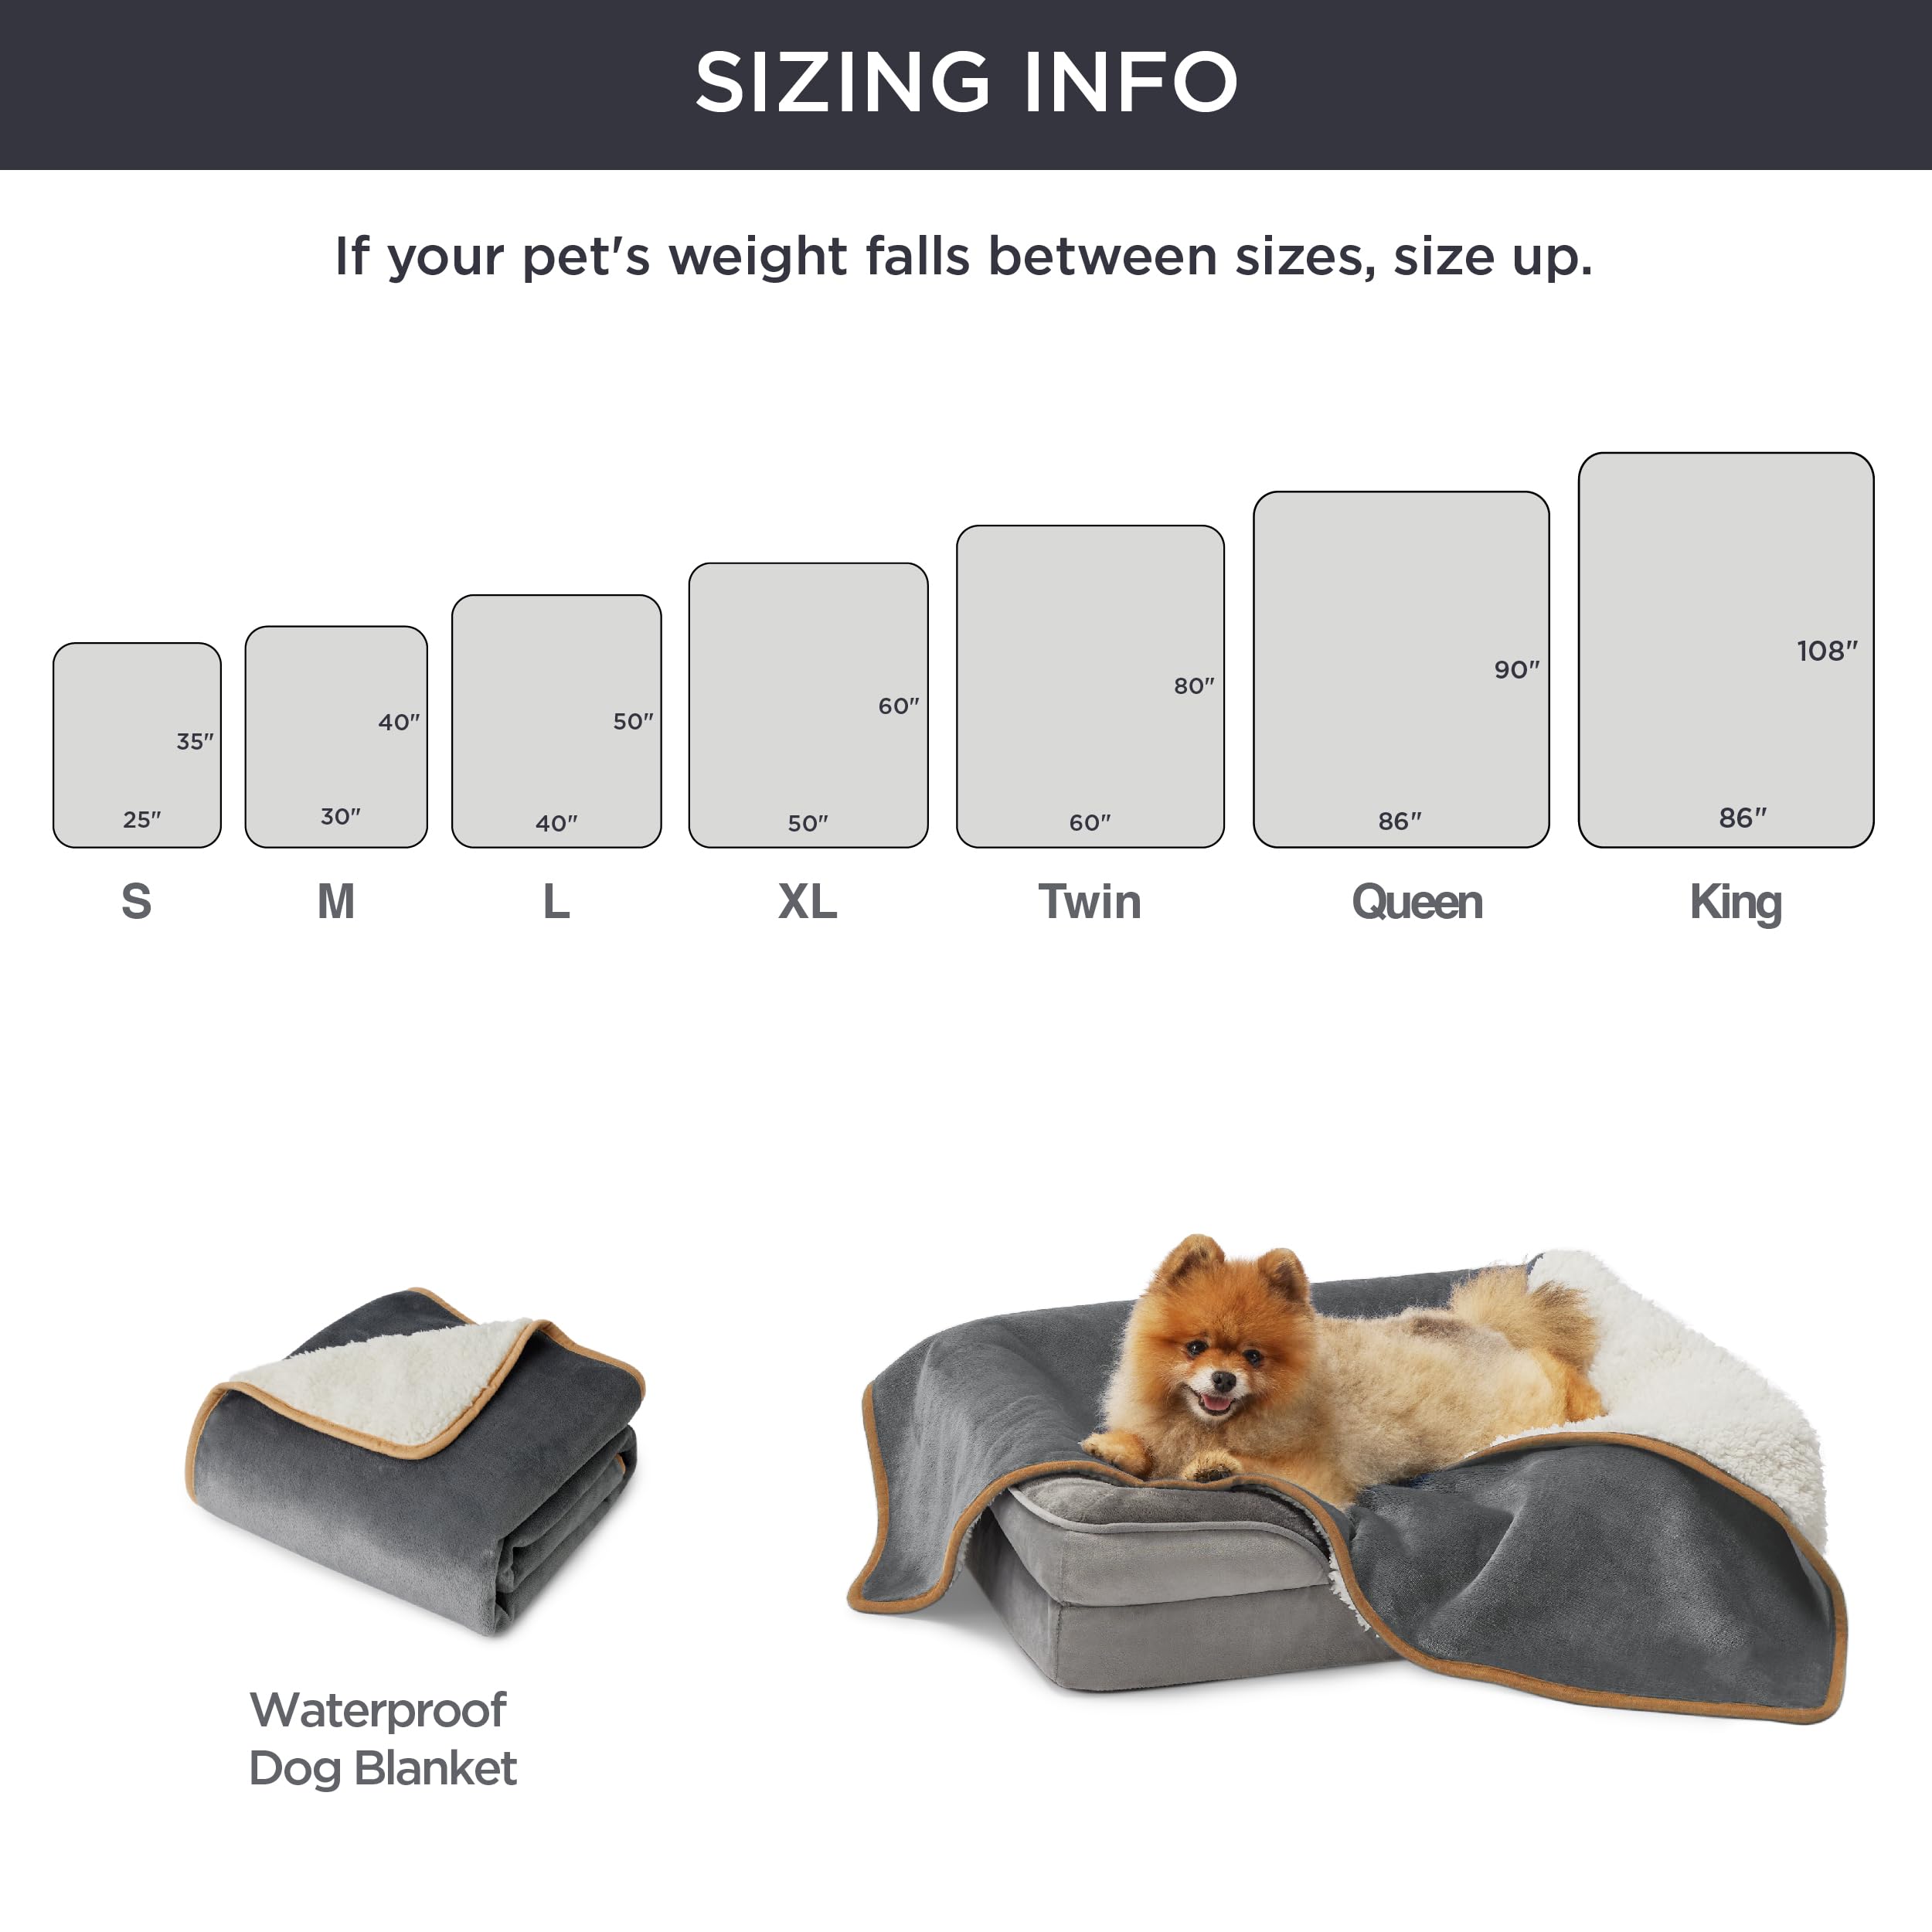 SIZING INFO
If your pet's weight falls between sizes, size up.
35"
25"
S
40"
30"
M
50"
40"
L
60"
50"
XL
80"
60"
Twin
90"
86"
Queen
108"
86"
King
Waterproof
Dog Blanket